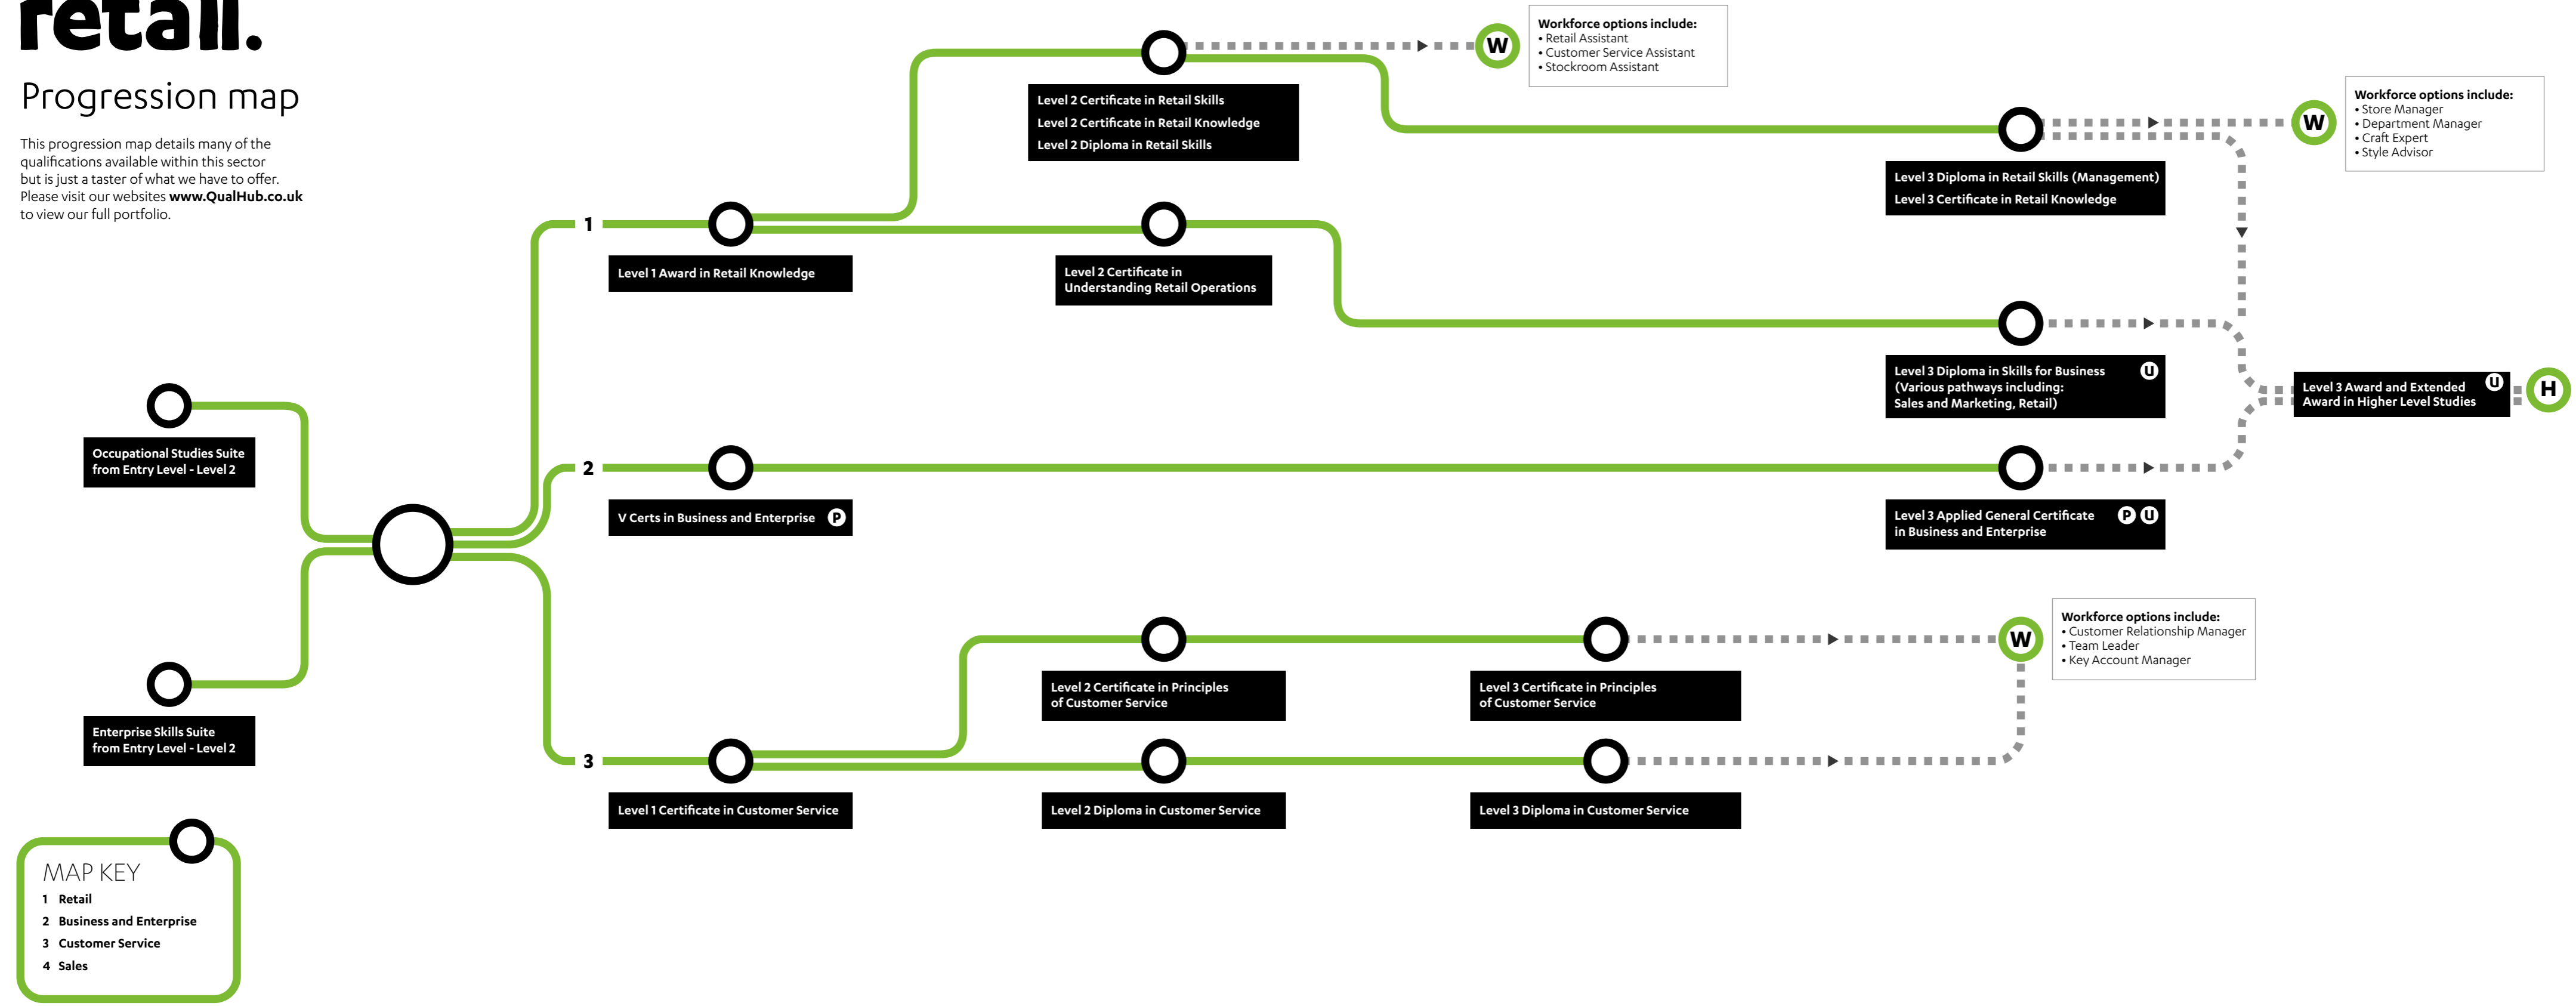 retail.
Progression map
This progression map details many of the
qualifications available within this sector
but is just a taster of what we have to offer.
Please visit our websites www.QualHub.co.uk
to view our full portfolio.
W
Workforce options include:
• Retail Assistant
• Customer Service Assistant
• Stockroom Assistant
Level 2 Certificate in Retail Skills
Level 2 Certificate in Retail Knowledge
Level 2 Diploma in Retail Skills
W
Workforce options include:
• Store Manager
• Department Manager
• Craft Expert
• Style Advisor
Level 3 Diploma in Retail Skills (Management)
Level 3 Certificate in Retail Knowledge
1
Level 1 Award in Retail Knowledge
Level 2 Certificate in
Understanding Retail Operations
Level 3 Diploma in Skills for Business U
(Various pathways including:
Sales and Marketing, Retail)
Level 3 Award and Extended U
Award in Higher Level Studies
H
Occupational Studies Suite
from Entry Level - Level 2
2
V Certs in Business and Enterprise P
Level 3 Applied General Certificate P U
in Business and Enterprise
W
Workforce options include:
• Customer Relationship Manager
• Team Leader
• Key Account Manager
Level 2 Certificate in Principles
of Customer Service
Level 3 Certificate in Principles
of Customer Service
Enterprise Skills Suite
from Entry Level - Level 2
3
Level 1 Certificate in Customer Service
Level 2 Diploma in Customer Service
Level 3 Diploma in Customer Service
MAP KEY
1 Retail
2 Business and Enterprise
3 Customer Service
4 Sales